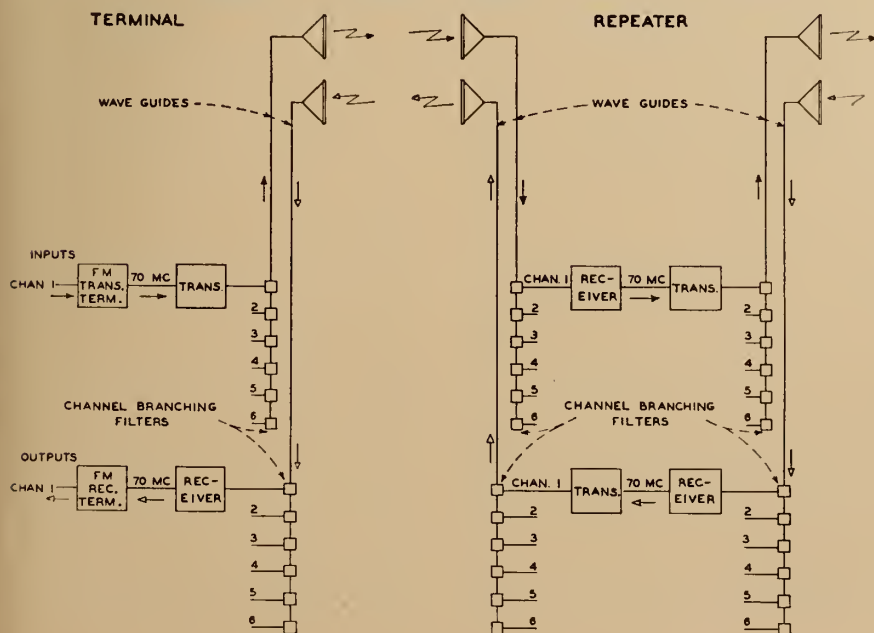 TERMINAL
REPEATER
WAVE GUIDES
WAVE GUIDES
INPUTS
CHAN 1
FM
TRANS.
TERM.
70 MC
TRANS.
2
3
4
5
6
CHANNEL BRANCHING
FILTERS
OUTPUTS
CHAN 1
FM
REC.
TERM.
70 MC
REC-
EIVER
2
3
4
5
6
CHAN. 1
REC-
EIVER
70 MC
TRANS.
2
3
4
5
6
2
3
4
5
6
CHANNEL BRANCHING
FILTERS
CHAN. 1
TRANS.
70 MC
REC-
EIVER
2
3
4
5
6
2
3
4
5
6